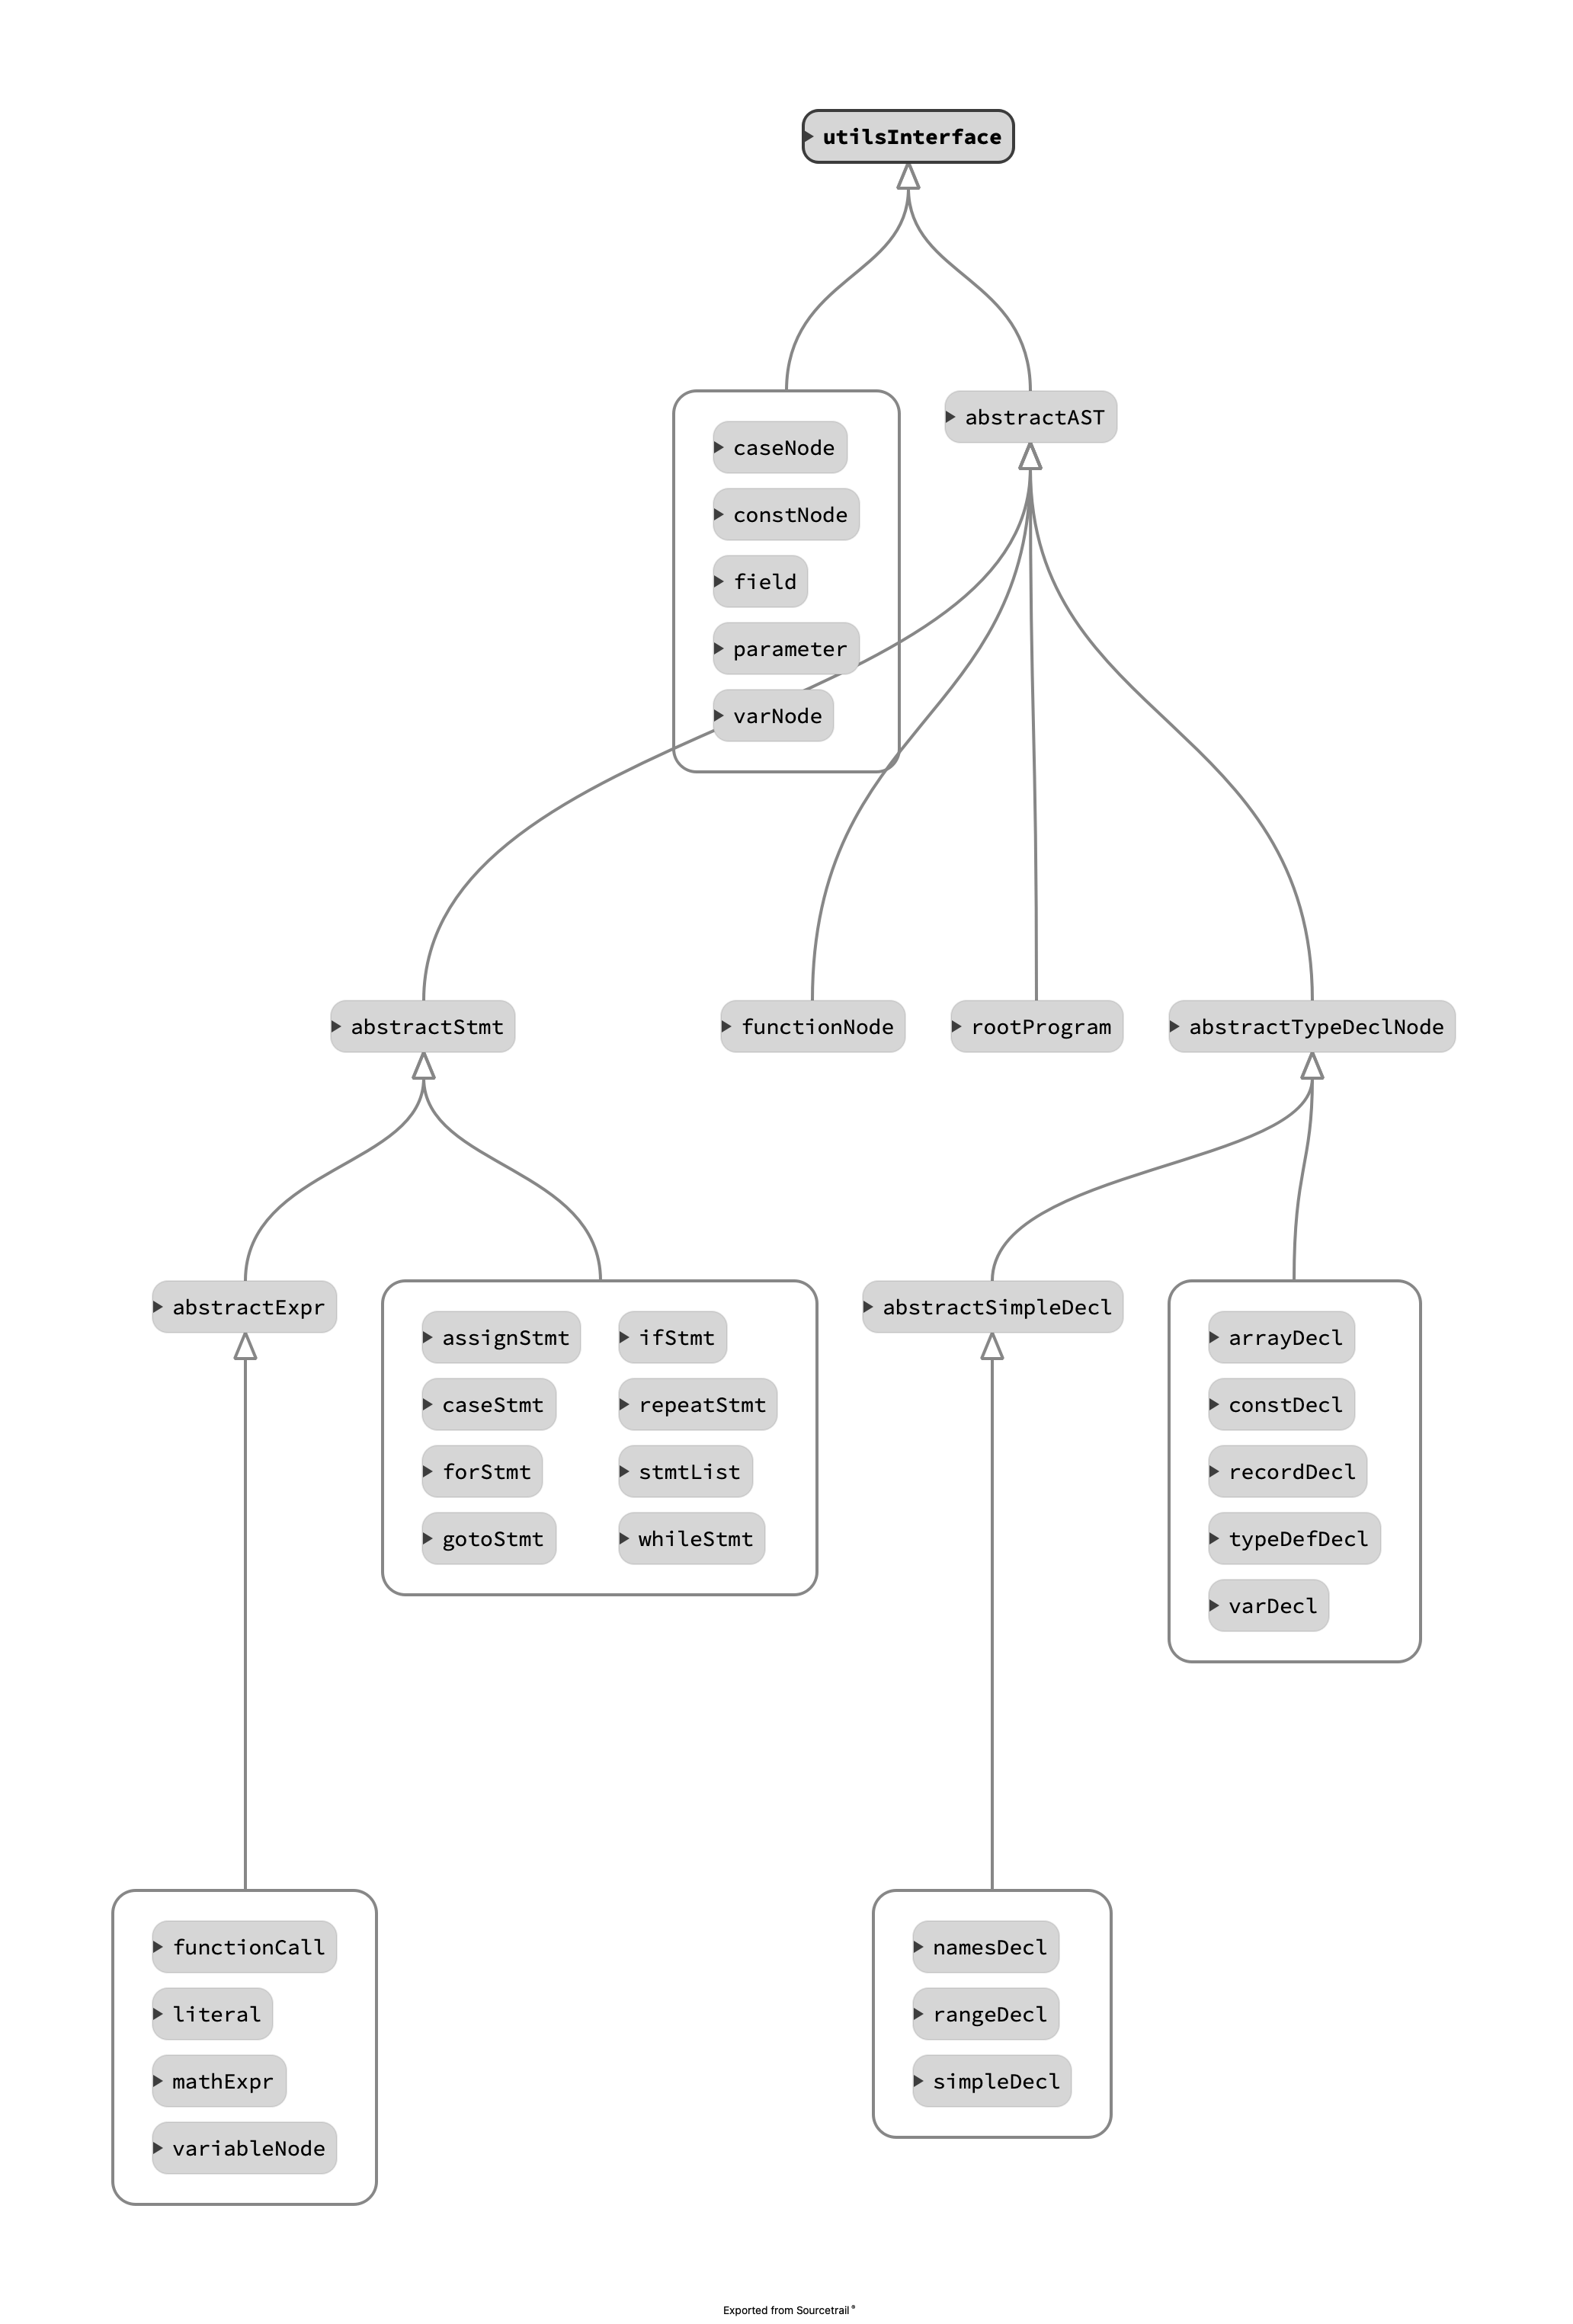 utilsInterface
caseNode
constNode
field
parameter
varNode
abstractAST
abstractStmt
functionNode
rootProgram
abstractTypeDeclNode
abstractExpr
assignStmt
caseStmt
forStmt
gotoStmt
ifStmt
repeatStmt
stmtList
whileStmt
abstractSimpleDecl
arrayDecl
constDecl
recordDecl
typeDefDecl
varDecl
functionCall
literal
mathExpr
variableNode
namesDecl
rangeDecl
simpleDecl
Exported from Sourcetrail®